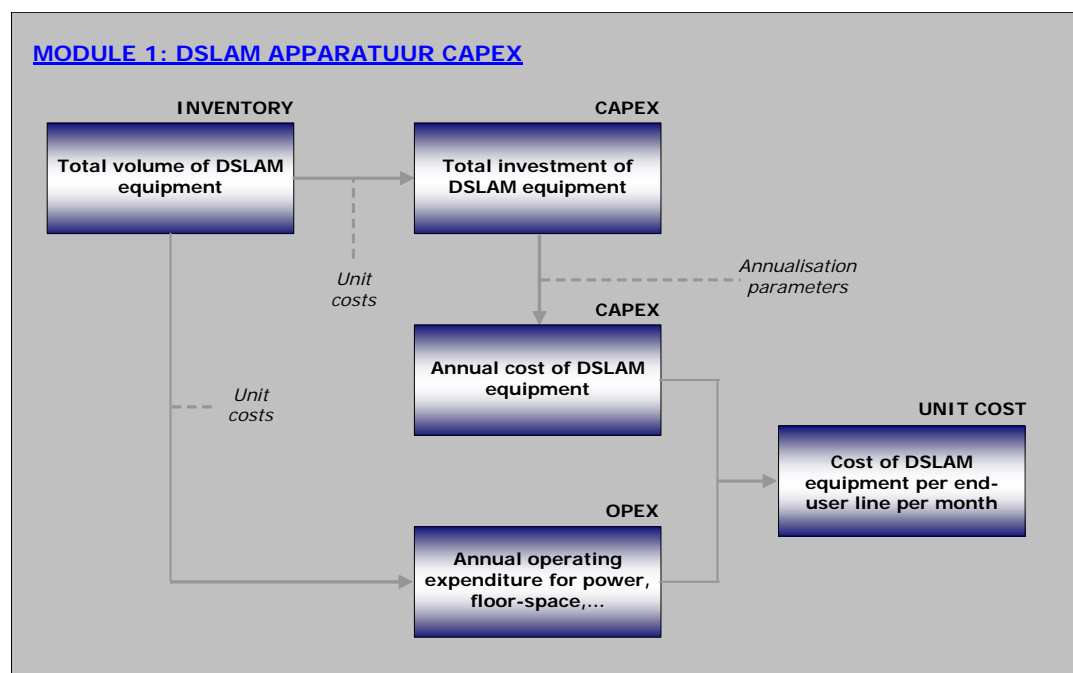 MODULE 1: DSLAM APPARATUUR CAPEX
INVENTORY
Total volume of DSLAM
equipment
CAPEX
Total investment of
DSLAM equipment
Unit
costs
Annualisation
parameters
CAPEX
Annual cost of DSLAM
equipment
Unit
costs
UNIT COST
Cost of DSLAM
equipment per end-
user line per month
OPEX
Annual operating
expenditure for power,
floor-space,...